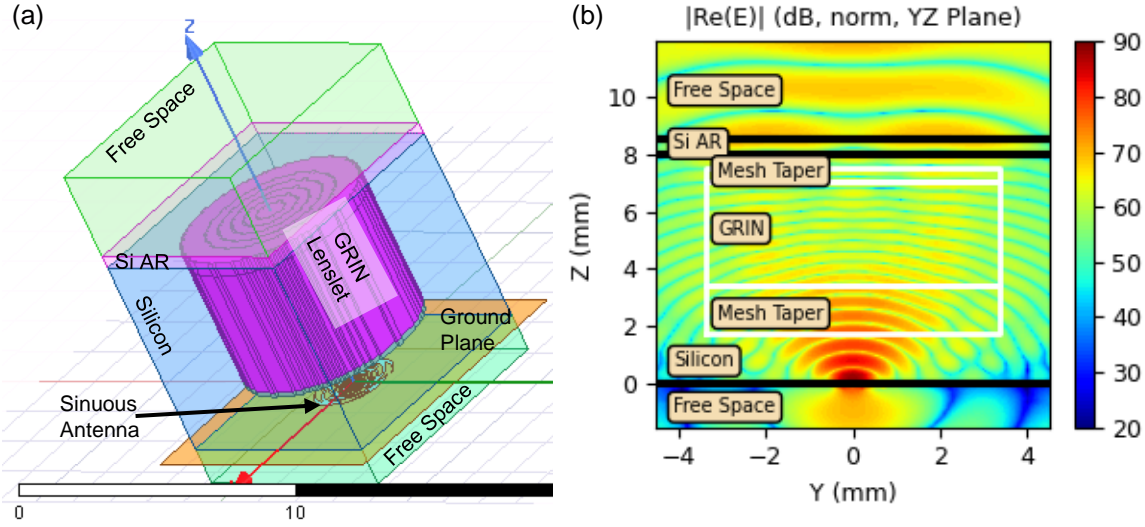 (a)
z
Free Space
Si AR
GRIN
Lenslet
Silicon
Ground
Plane
Sinuous
Antenna
Free Space
0
10
(b)
|Re(E)| (dB, norm, YZ Plane)
Free Space
Si AR
Mesh Taper
GRIN
Mesh Taper
Silicon
Free Space
10
8
6
4
2
0
Z (mm)
−4
−2
0
2
4
Y (mm)
90
80
70
60
50
40
30
20